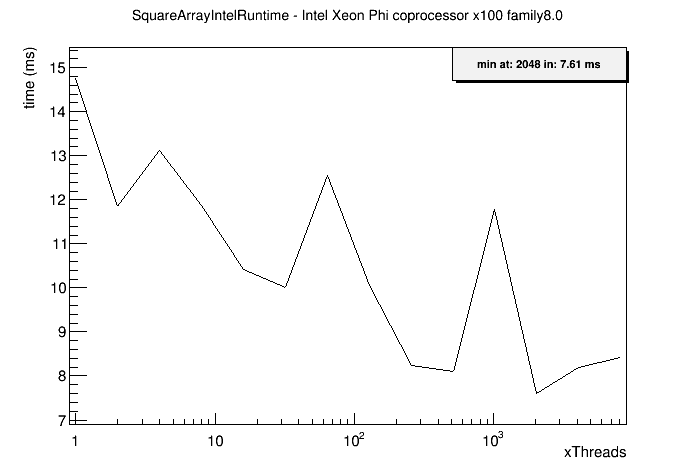 SquareArrayIntelRuntime - Intel Xeon Phi coprocessor x100 family8.0
time (ms)
min at: 2048 in: 7.61 ms
15
14
13
12
11
10
9
8
7
1 10 10² 10³
xThreads